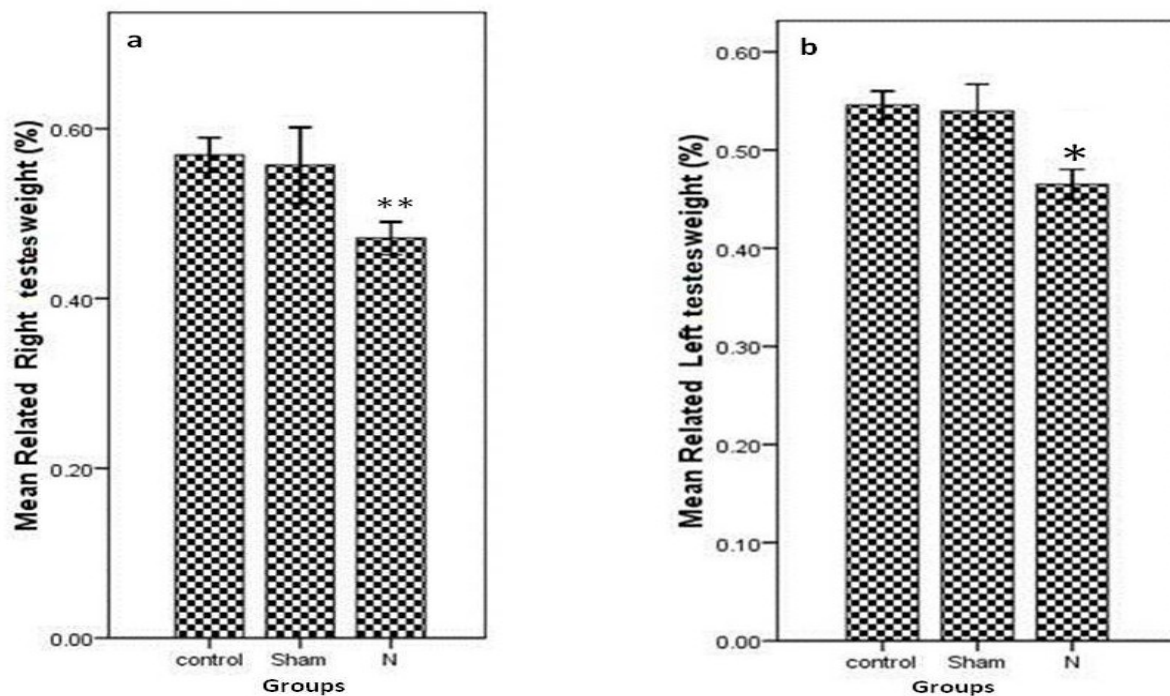 a
Mean Related Right testesweight (%)
0.60
0.40
0.20
0.00
**
control Sham N
Groups
b
Mean Related Left testesweight (%)
0.60
0.50
0.40
0.30
0.20
0.10
0.00
*
control Sham N
Groups